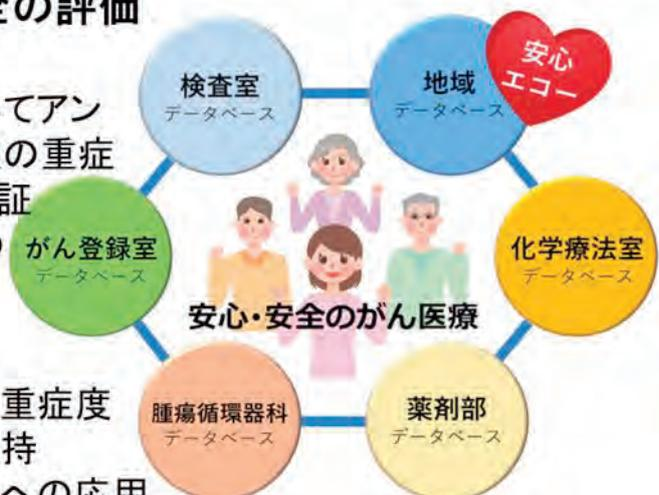 全の評価
検査室
データベース
地域
データベース
安心
エコー
てアン
の重症
証
がん登録室
データベース
化学療法室
データベース
安心・安全のがん医療
重症度
持
への応用
腫瘍循環器科
データベース
薬剤部
データベース